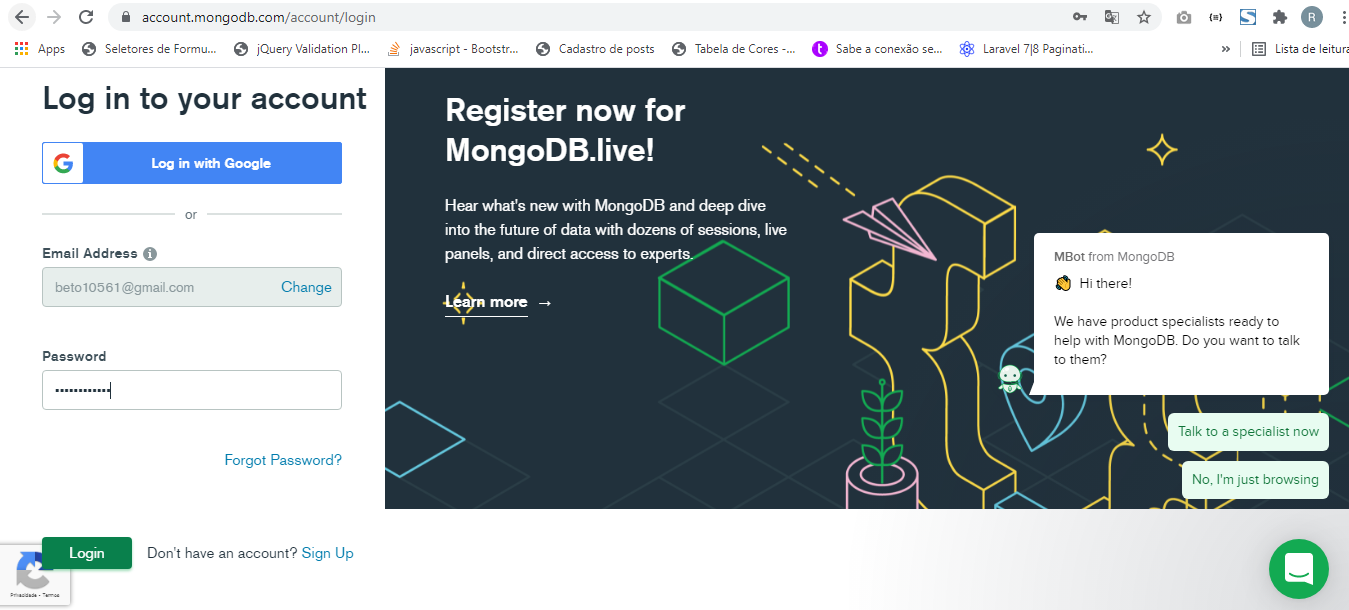 account.mongodb.com/account/login
R
Apps
Seletores de Formu...
jQuery Validation Pl...
javascript - Bootstr...
Cadastro de posts
Tabela de Cores -...
Sabe a conexão se...
Laravel 7|8 Paginati...
»
Lista de leitura
Log in to your account
Log in with Google
or
Email Address
beto10561@gmail.com
Change
Password
••••••••••••
Forgot Password?
Login
Don't have an account? Sign Up
Privacidade - Termos
Register now for
MongoDB.live!
Hear what's new with MongoDB and deep dive
into the future of data with dozens of sessions, live
panels, and direct access to experts.
Learn more →
MBot from MongoDB
👋 Hi there!
We have product specialists ready to
help with MongoDB. Do you want to talk
to them?
Talk to a specialist now
No, I'm just browsing